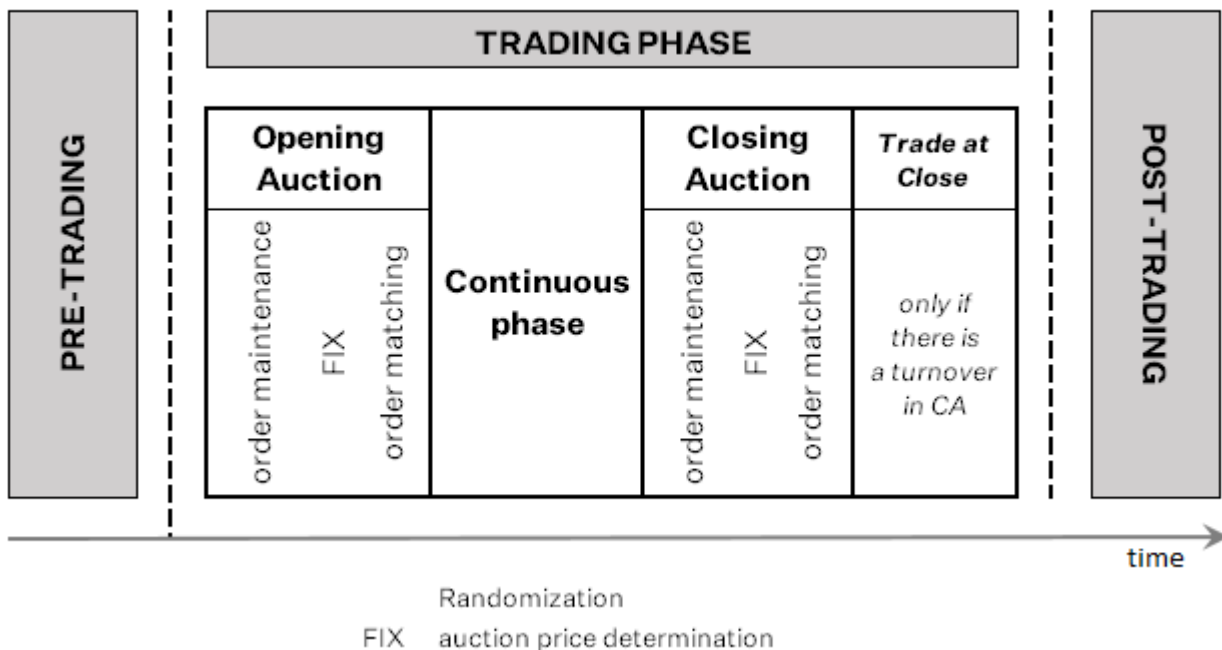 PRE-TRADING
TRADING PHASE
Opening
Auction
order maintenance
FIX
order matching
Continuous
phase
Closing
Auction
order maintenance
FIX
order matching
Trade at
Close
only if
there is
a turnover
in CA
POST-TRADING
time
Randomization
FIX auction price determination